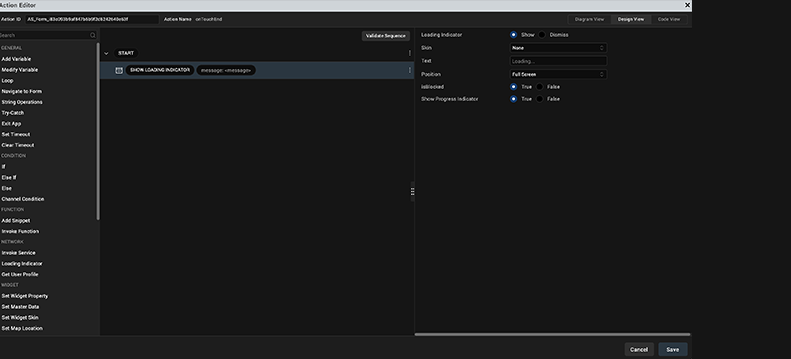 Action Editor
Action ID
Action Name onTouchEnd
Diagram View Design View Code View
Search
Validate Sequence
GENERAL
Add Variable
Modify Variable
Loop
Navigate to Form
String Operations
Try-Catch
Exit App
Set Timeout
Clear Timeout
CONDITION
If
Else If
Else
Channel Condition
FUNCTION
Add Snippet
Invoke Function
NETWORK
Invoke Service
Loading Indicator
Get User Profile
WIDGET
Set Widget Property
Set Master Data
Set Widget Skin
Set Map Location
START
SHOW LOADING INDICATOR message: <message>
Leading Indicator Show Dismiss
Skin None
Text Loading...
Position Full Screen
IsBlocked True False
Show Progress Indicator True False
Cancel Save